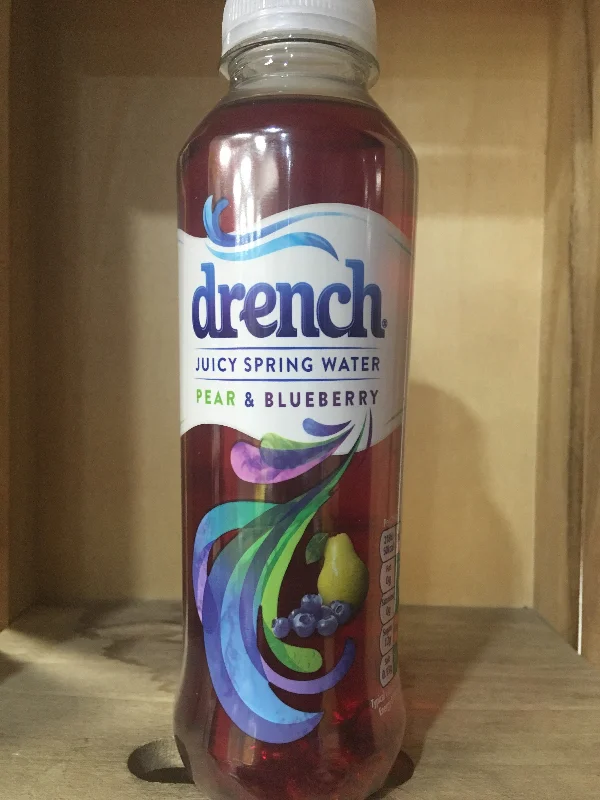 drench®
JUICY SPRING WATER
PEAR & BLUEBERRY